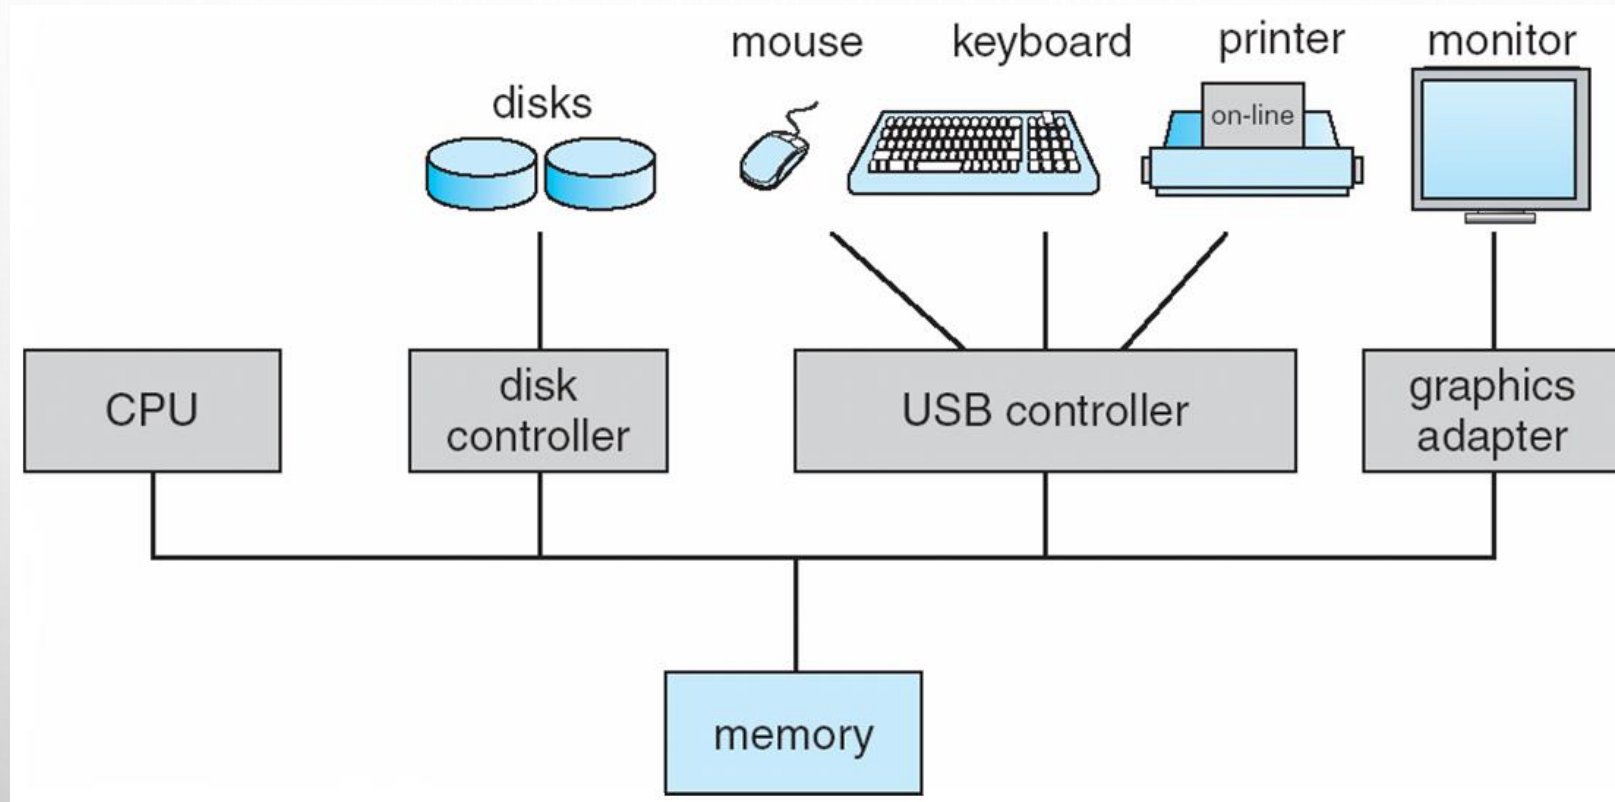 mouse
keyboard
printer
monitor
disks
on-line
CPU
disk
controller
USB controller
graphics
adapter
memory